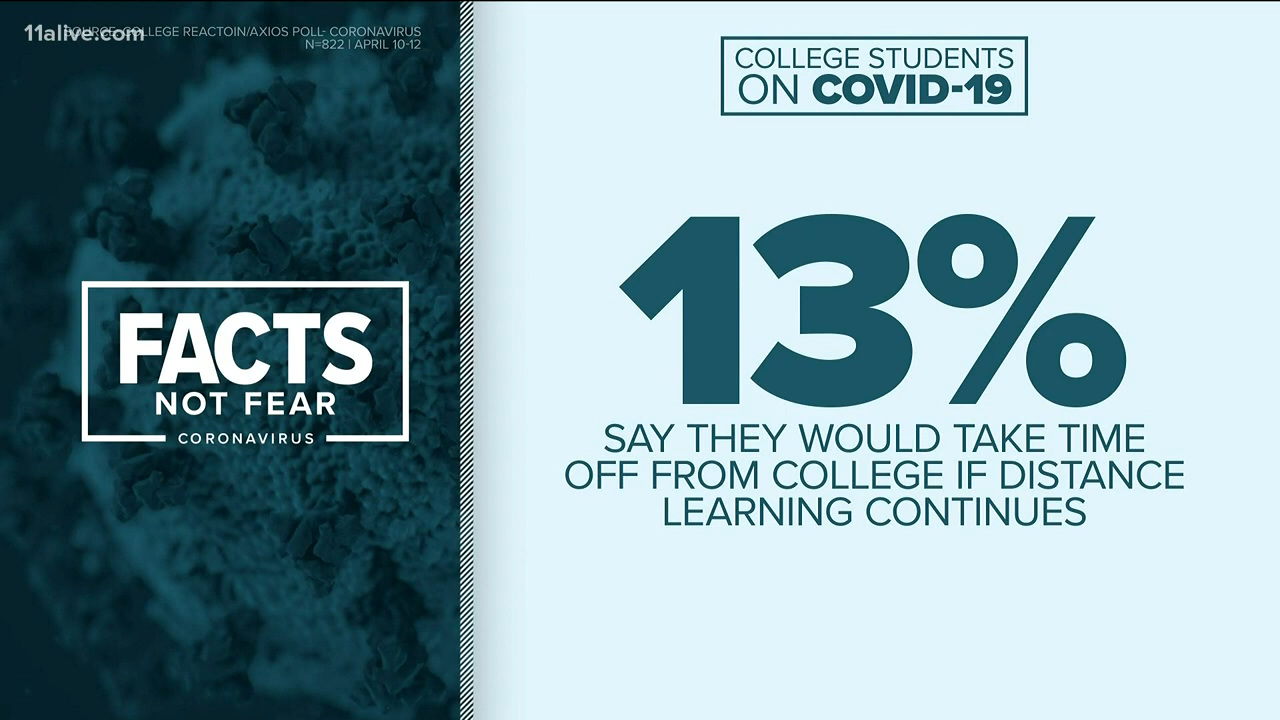 11alive.com
SOURCE: COLLEGE REACTOIN/AXIOS POLL- CORONAVIRUS
N=822 | APRIL 10-12
FACTS
NOT FEAR
CORONAVIRUS
COLLEGE STUDENTS
ON COVID-19
13%
SAY THEY WOULD TAKE TIME
OFF FROM COLLEGE IF DISTANCE
LEARNING CONTINUES